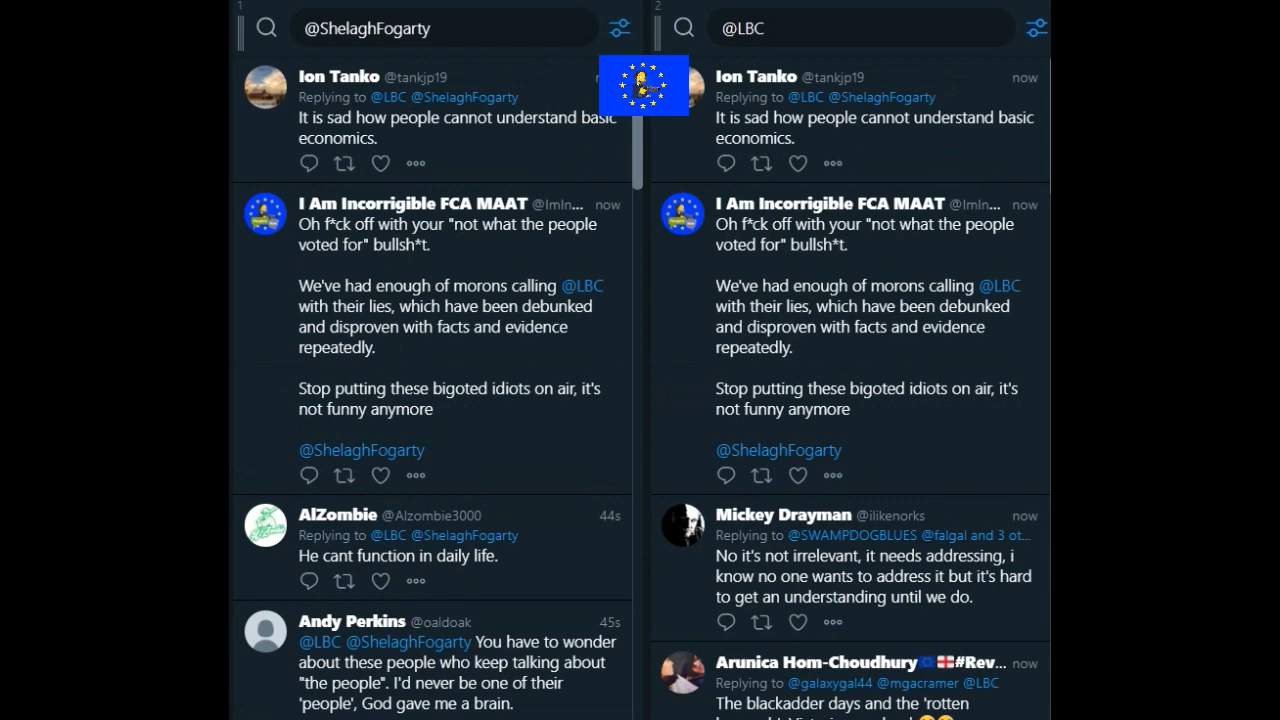 1
@ShelaghFogarty
Ion Tanko @tankjp19
Replying to @LBC @ShelaghFogarty
It is sad how people cannot understand basic
economics.
I Am Incorrigible FCA MAAT @ImIn... now
Oh f*ck off with your "not what the people
voted for" bullsh*t.
We've had enough of morons calling @LBC
with their lies, which have been debunked
and disproven with facts and evidence
repeatedly.
Stop putting these bigoted idiots on air, it's
not funny anymore
@ShelaghFogarty
AlZombie @Alzombie3000 44s
Replying to @LBC @ShelaghFogarty
He cant function in daily life.
Andy Perkins @oaldoak 45s
@LBC @ShelaghFogarty You have to wonder
about these people who keep talking about
"the people". I'd never be one of their
'people', God gave me a brain.
2
@LBC
Ion Tanko @tankjp19 now
Replying to @LBC @ShelaghFogarty
It is sad how people cannot understand basic
economics.
I Am Incorrigible FCA MAAT @ImIn... now
Oh f*ck off with your "not what the people
voted for" bullsh*t.
We've had enough of morons calling @LBC
with their lies, which have been debunked
and disproven with facts and evidence
repeatedly.
Stop putting these bigoted idiots on air, it's
not funny anymore
@ShelaghFogarty
Mickey Drayman @ilikenorks now
Replying to @SWAMPDOGBLUES @falgal and 3 ot...
No it's not irrelevant, it needs addressing, i
know no one wants to address it but it's hard
to get an understanding until we do.
Arunica Hom-Choudhury🇪🇺🏴󠁧󠁢󠁥󠁮󠁧󠁿#Rev... now
Replying to @galaxygal44 @mgacramer @LBC
The blackadder days and the 'rotten